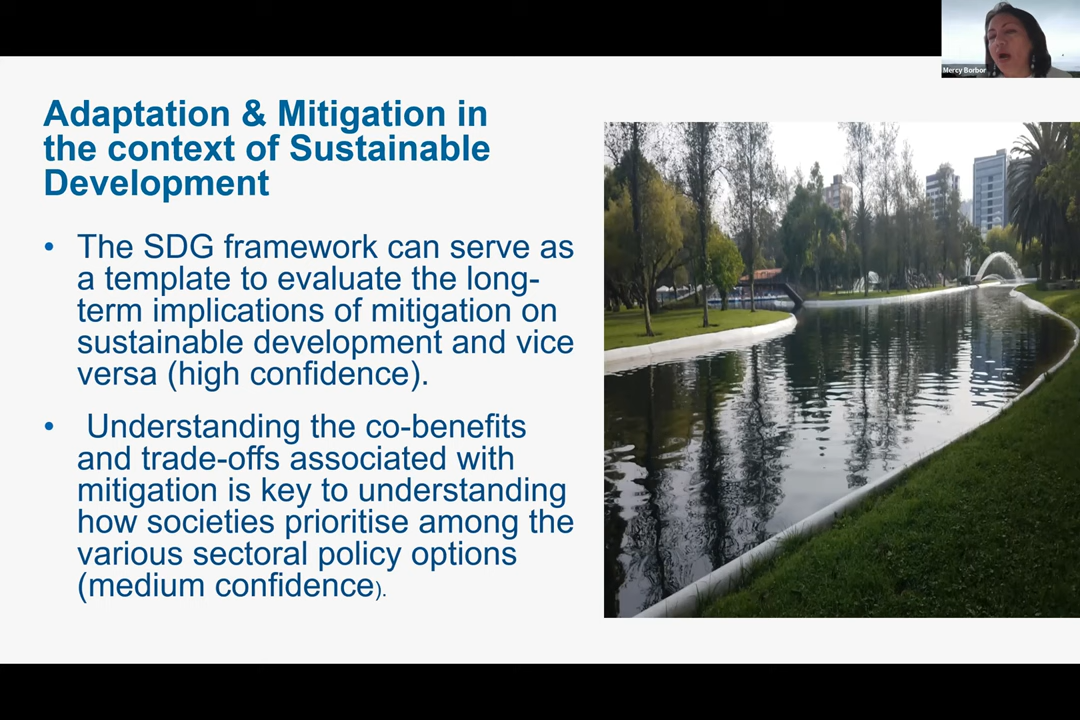 Mercy Borbor
Adaptation & Mitigation in
the context of Sustainable
Development
• The SDG framework can serve as
a template to evaluate the long-
term implications of mitigation on
sustainable development and vice
versa (high confidence).
• Understanding the co-benefits
and trade-offs associated with
mitigation is key to understanding
how societies prioritise among the
various sectoral policy options
(medium confidence).